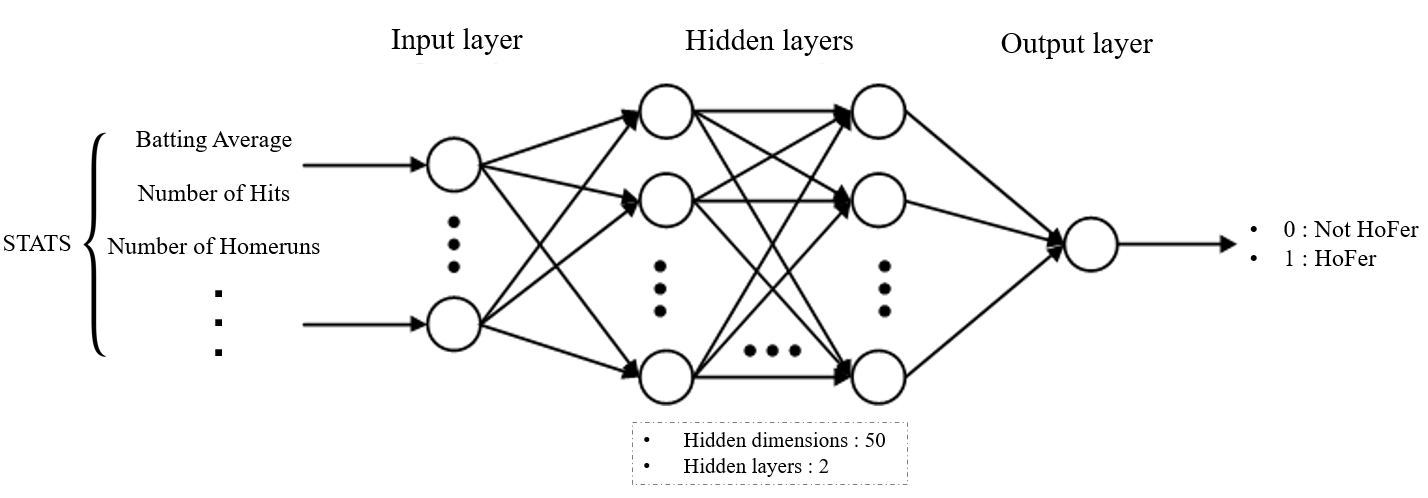 Input layer
Hidden layers
Output layer
STATS
Batting Average
Number of Hits
Number of Homeruns
• 0 : Not HoFer
• 1 : HoFer
• Hidden dimensions : 50
• Hidden layers : 2